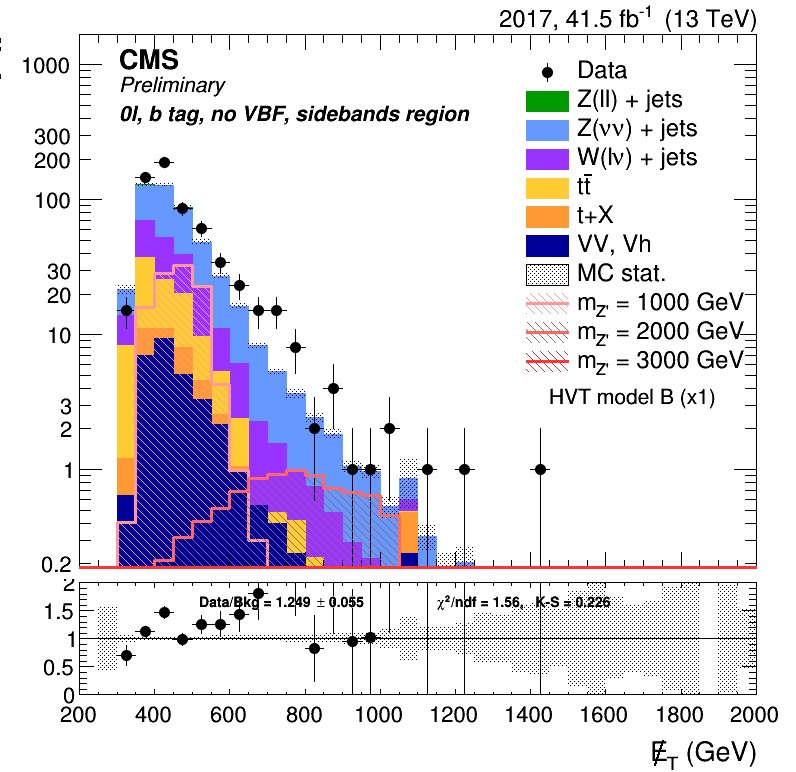 2017, 41.5 fb⁻¹ (13 TeV)
CMS
Preliminary
0l, b tag, no VBF, sidebands region
Data
Z(ll) + jets
Z(νν) + jets
W(lν) + jets
tt̄
t+X
VV, Vh
MC stat.
m_Z' = 1000 GeV
m_Z' = 2000 GeV
m_Z' = 3000 GeV
HVT model B (x1)
1000
300
200
100
30
20
10
3
2
1
0.2
2
1.5
1
0.5
0
Data/Bkg = 1.249 ± 0.055
χ²/ndf = 1.56, K-S = 0.226
200 400 600 800 1000 1200 1400 1600 1800 2000
E̸_T (GeV)